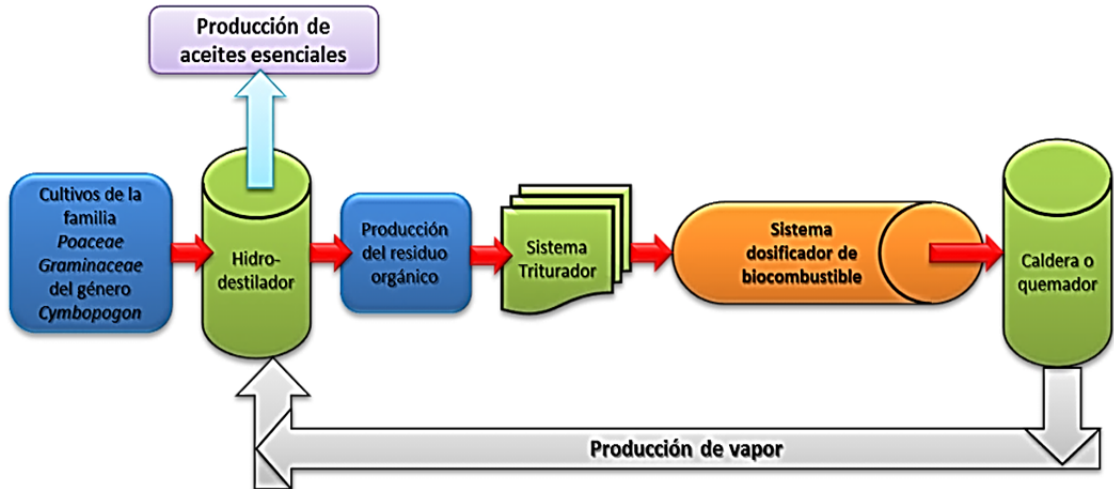 Producción de
aceites esenciales
Cultivos de la
familia
Poaceae
Graminaceae
del género
Cymbopogon
Hidro-
destilador
Producción
del residuo
orgánico
Sistema
Triturador
Sistema
dosificador de
biocombustible
Caldera o
quemador
Producción de vapor